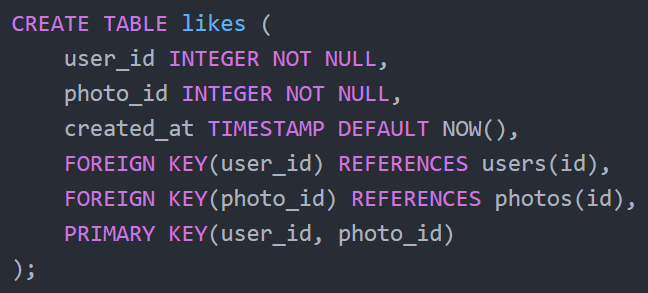 CREATE TABLE likes (
    user_id INTEGER NOT NULL,
    photo_id INTEGER NOT NULL,
    created_at TIMESTAMP DEFAULT NOW(),
    FOREIGN KEY(user_id) REFERENCES users(id),
    FOREIGN KEY(photo_id) REFERENCES photos(id),
    PRIMARY KEY(user_id, photo_id)
);